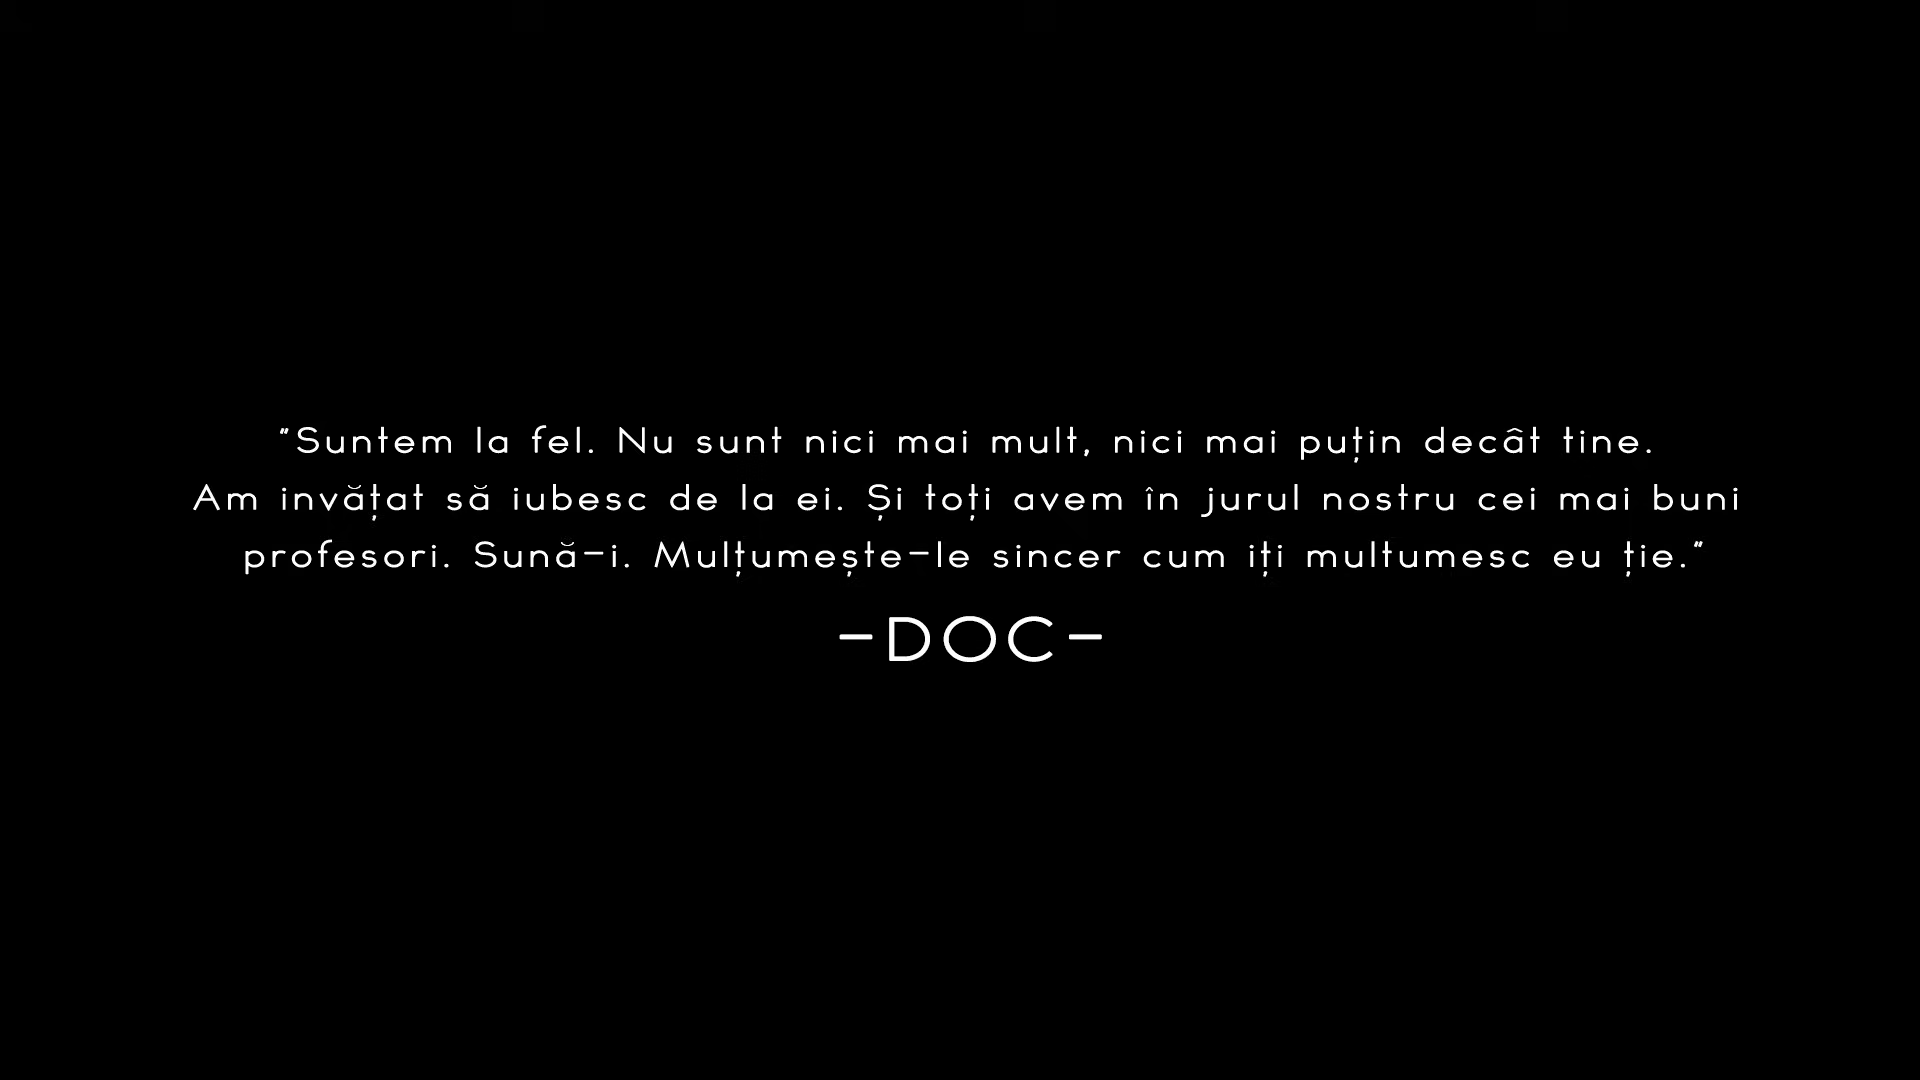 "Suntem la fel. Nu sunt nici mai mult, nici mai puțin decât tine.
Am invățat să iubesc de la ei. Și toți avem în jurul nostru cei mai buni
profesori. Sună-i. Mulțumește-le sincer cum iți multumesc eu ție."
-DOC-